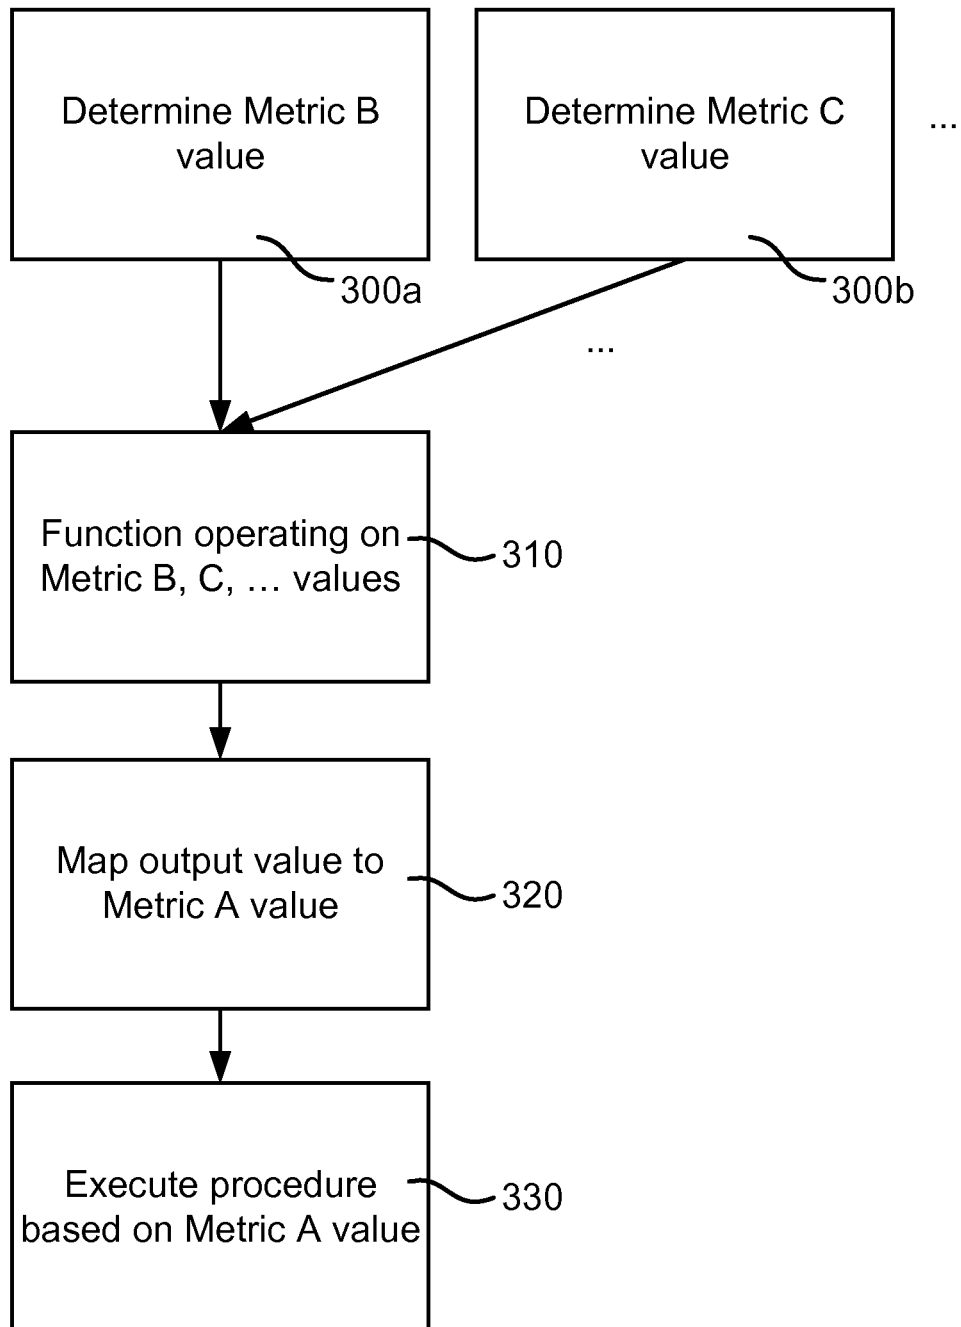 Determine Metric B
value
Determine Metric C
value
...
300a
300b
...
Function operating on
Metric B, C, … values
310
Map output value to
Metric A value
320
Execute procedure
based on Metric A value
330